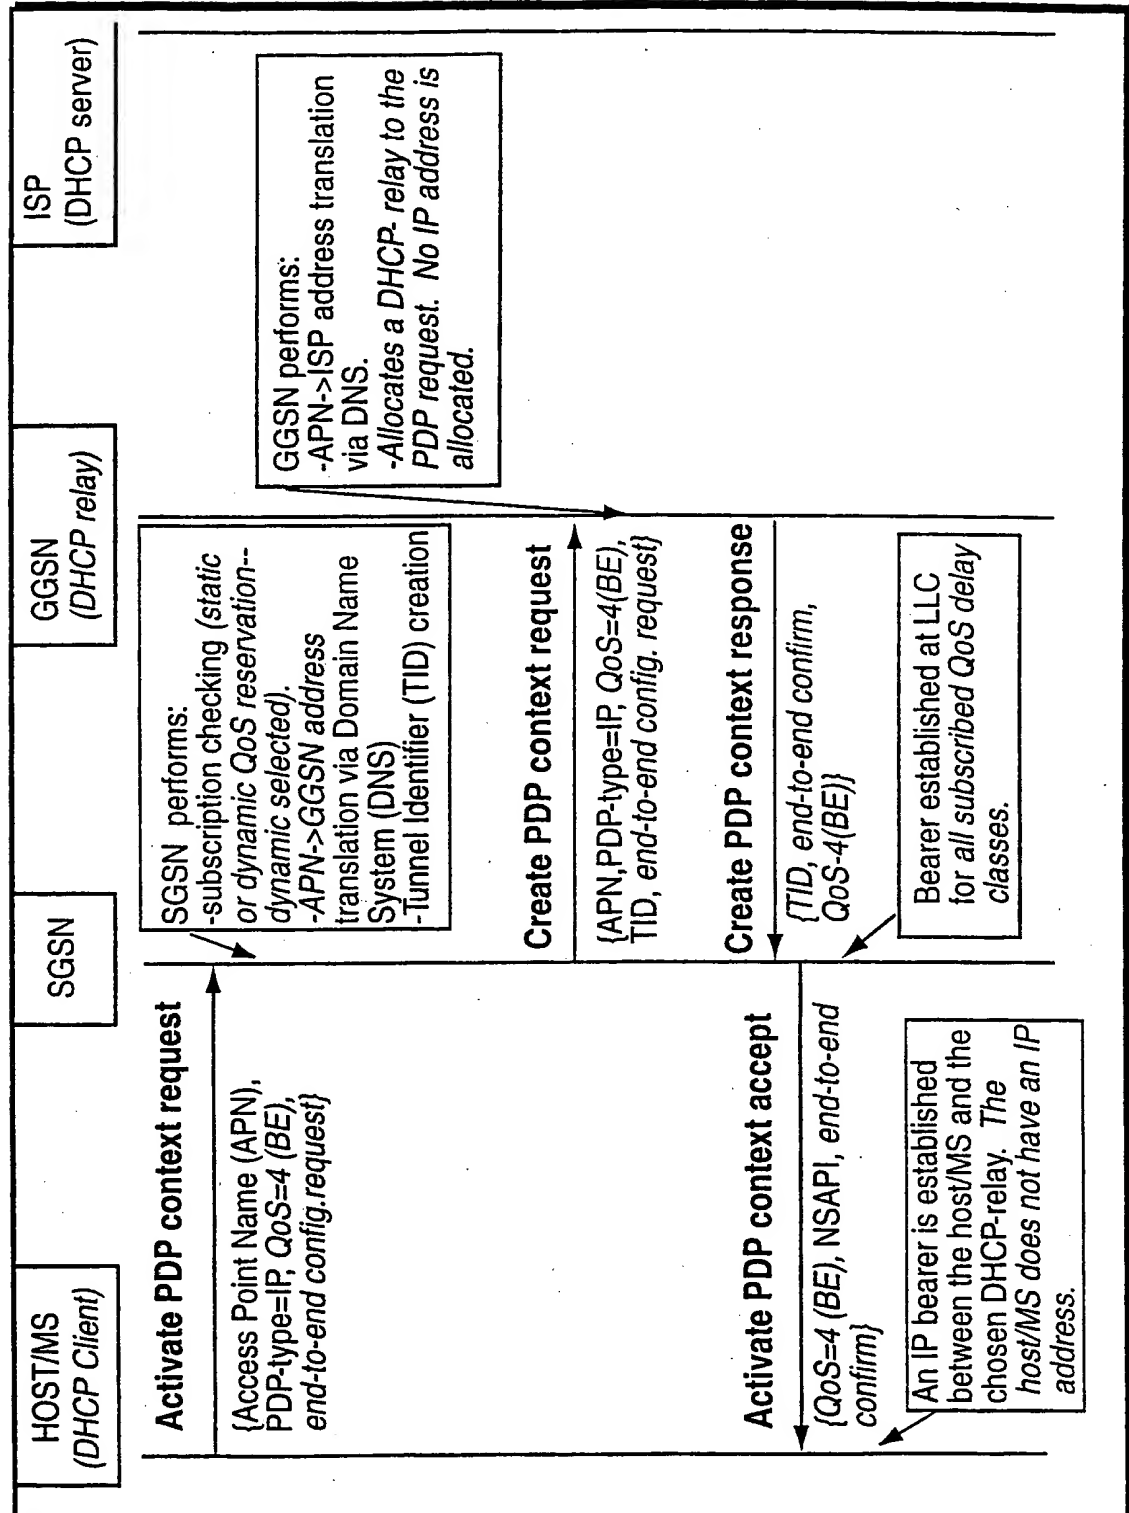 HOST/MS
(DHCP Client)
SGSN
GGSN
(DHCP relay)
ISP
(DHCP server)
Activate PDP context request
{Access Point Name (APN),
PDP-type=IP, QoS=4 (BE),
end-to-end config.request}
SGSN performs:
-subscription checking (static
or dynamic QoS reservation--
dynamic selected).
-APN->GGSN address
translation via Domain Name
System (DNS)
-Tunnel Identifier (TID) creation
Create PDP context request
{APN,PDP-type=IP, QoS=4(BE),
TID, end-to-end config. request}
GGSN performs:
-APN->ISP address translation
via DNS.
-Allocates a DHCP- relay to the
PDP request. No IP address is
allocated.
Create PDP context response
{TID, end-to-end confirm,
QoS-4(BE)}
Bearer established at LLC
for all subscribed QoS delay
classes.
Activate PDP context accept
{QoS=4 (BE), NSAPI, end-to-end
confirm}
An IP bearer is established
between the host/MS and the
chosen DHCP-relay. The
host/MS does not have an IP
address.